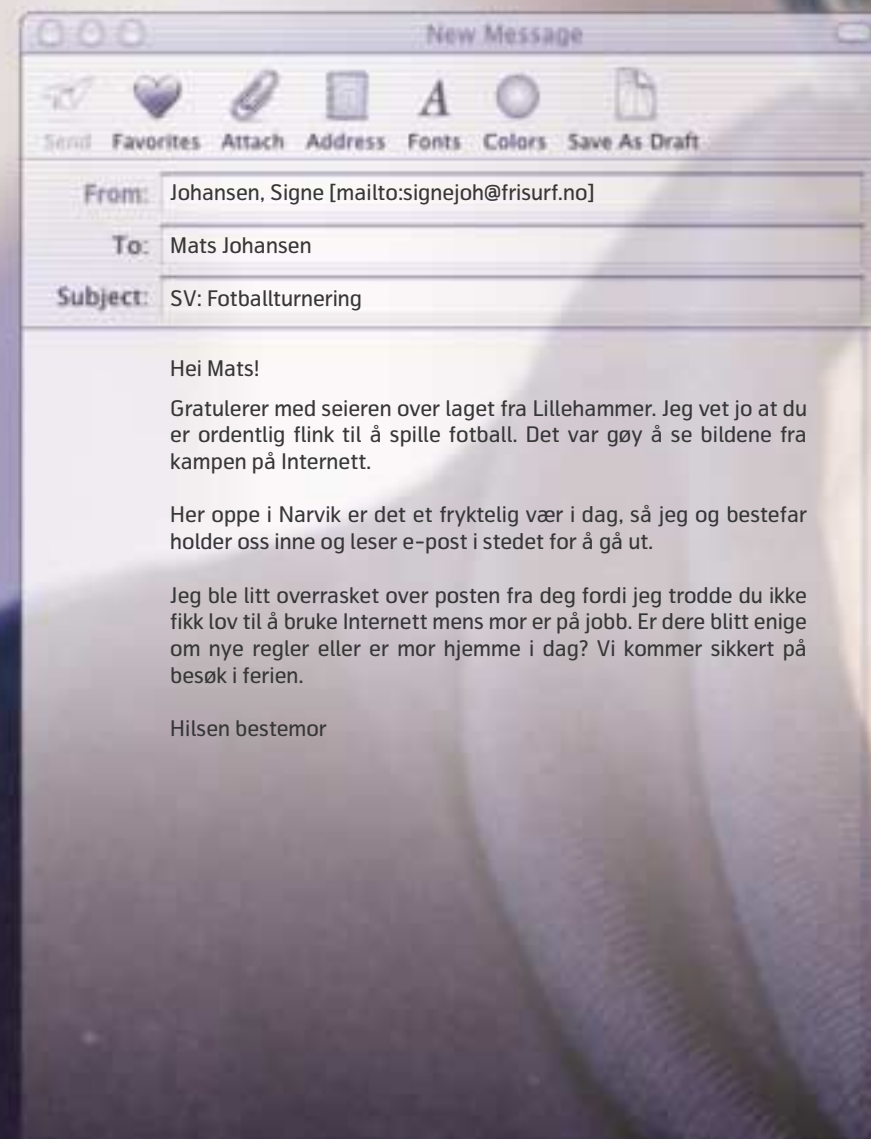 New Message
Send Favorites Attach Address Fonts Colors Save As Draft
From: Johansen, Signe [mailto:signejoh@frisurf.no]
To: Mats Johansen
Subject: SV: Fotballturnering
Hei Mats!
Gratulerer med seieren over laget fra Lillehammer. Jeg vet jo at du
er ordentlig flink til å spille fotball. Det var gøy å se bildene fra
kampen på Internett.
Her oppe i Narvik er det et fryktelig vær i dag, så jeg og bestefar
holder oss inne og leser e-post i stedet for å gå ut.
Jeg ble litt overrasket over posten fra deg fordi jeg trodde du ikke
fikk lov til å bruke Internett mens mor er på jobb. Er dere blitt enige
om nye regler eller er mor hjemme i dag? Vi kommer sikkert på
besøk i ferien.
Hilsen bestemor